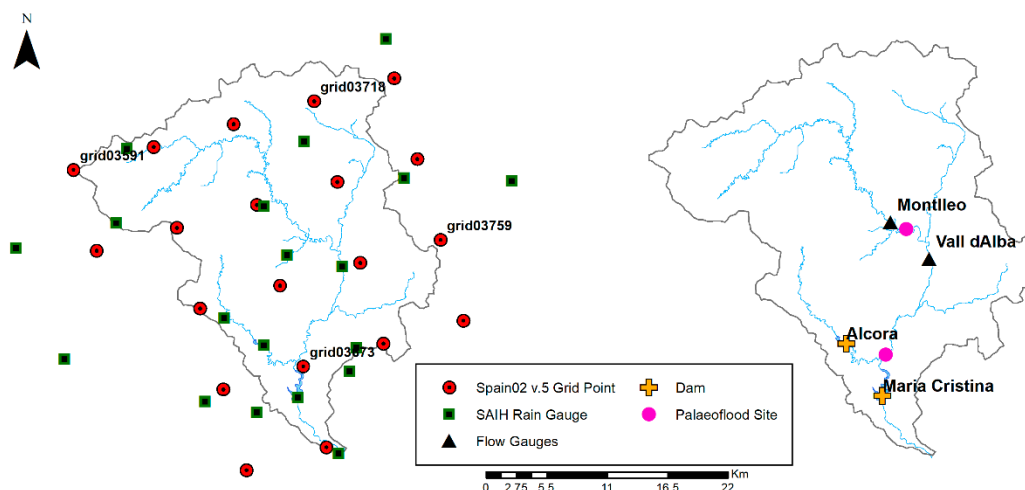 N
grid03718
grid03591
grid03759
grid03873
Montlleo
Vall dAlba
Alcora
Maria Cristina
Spain02 v.5 Grid Point
Dam
SAIH Rain Gauge
Palaeoflood Site
Flow Gauges
Km
0 2.75 5.5 11 16.5 22